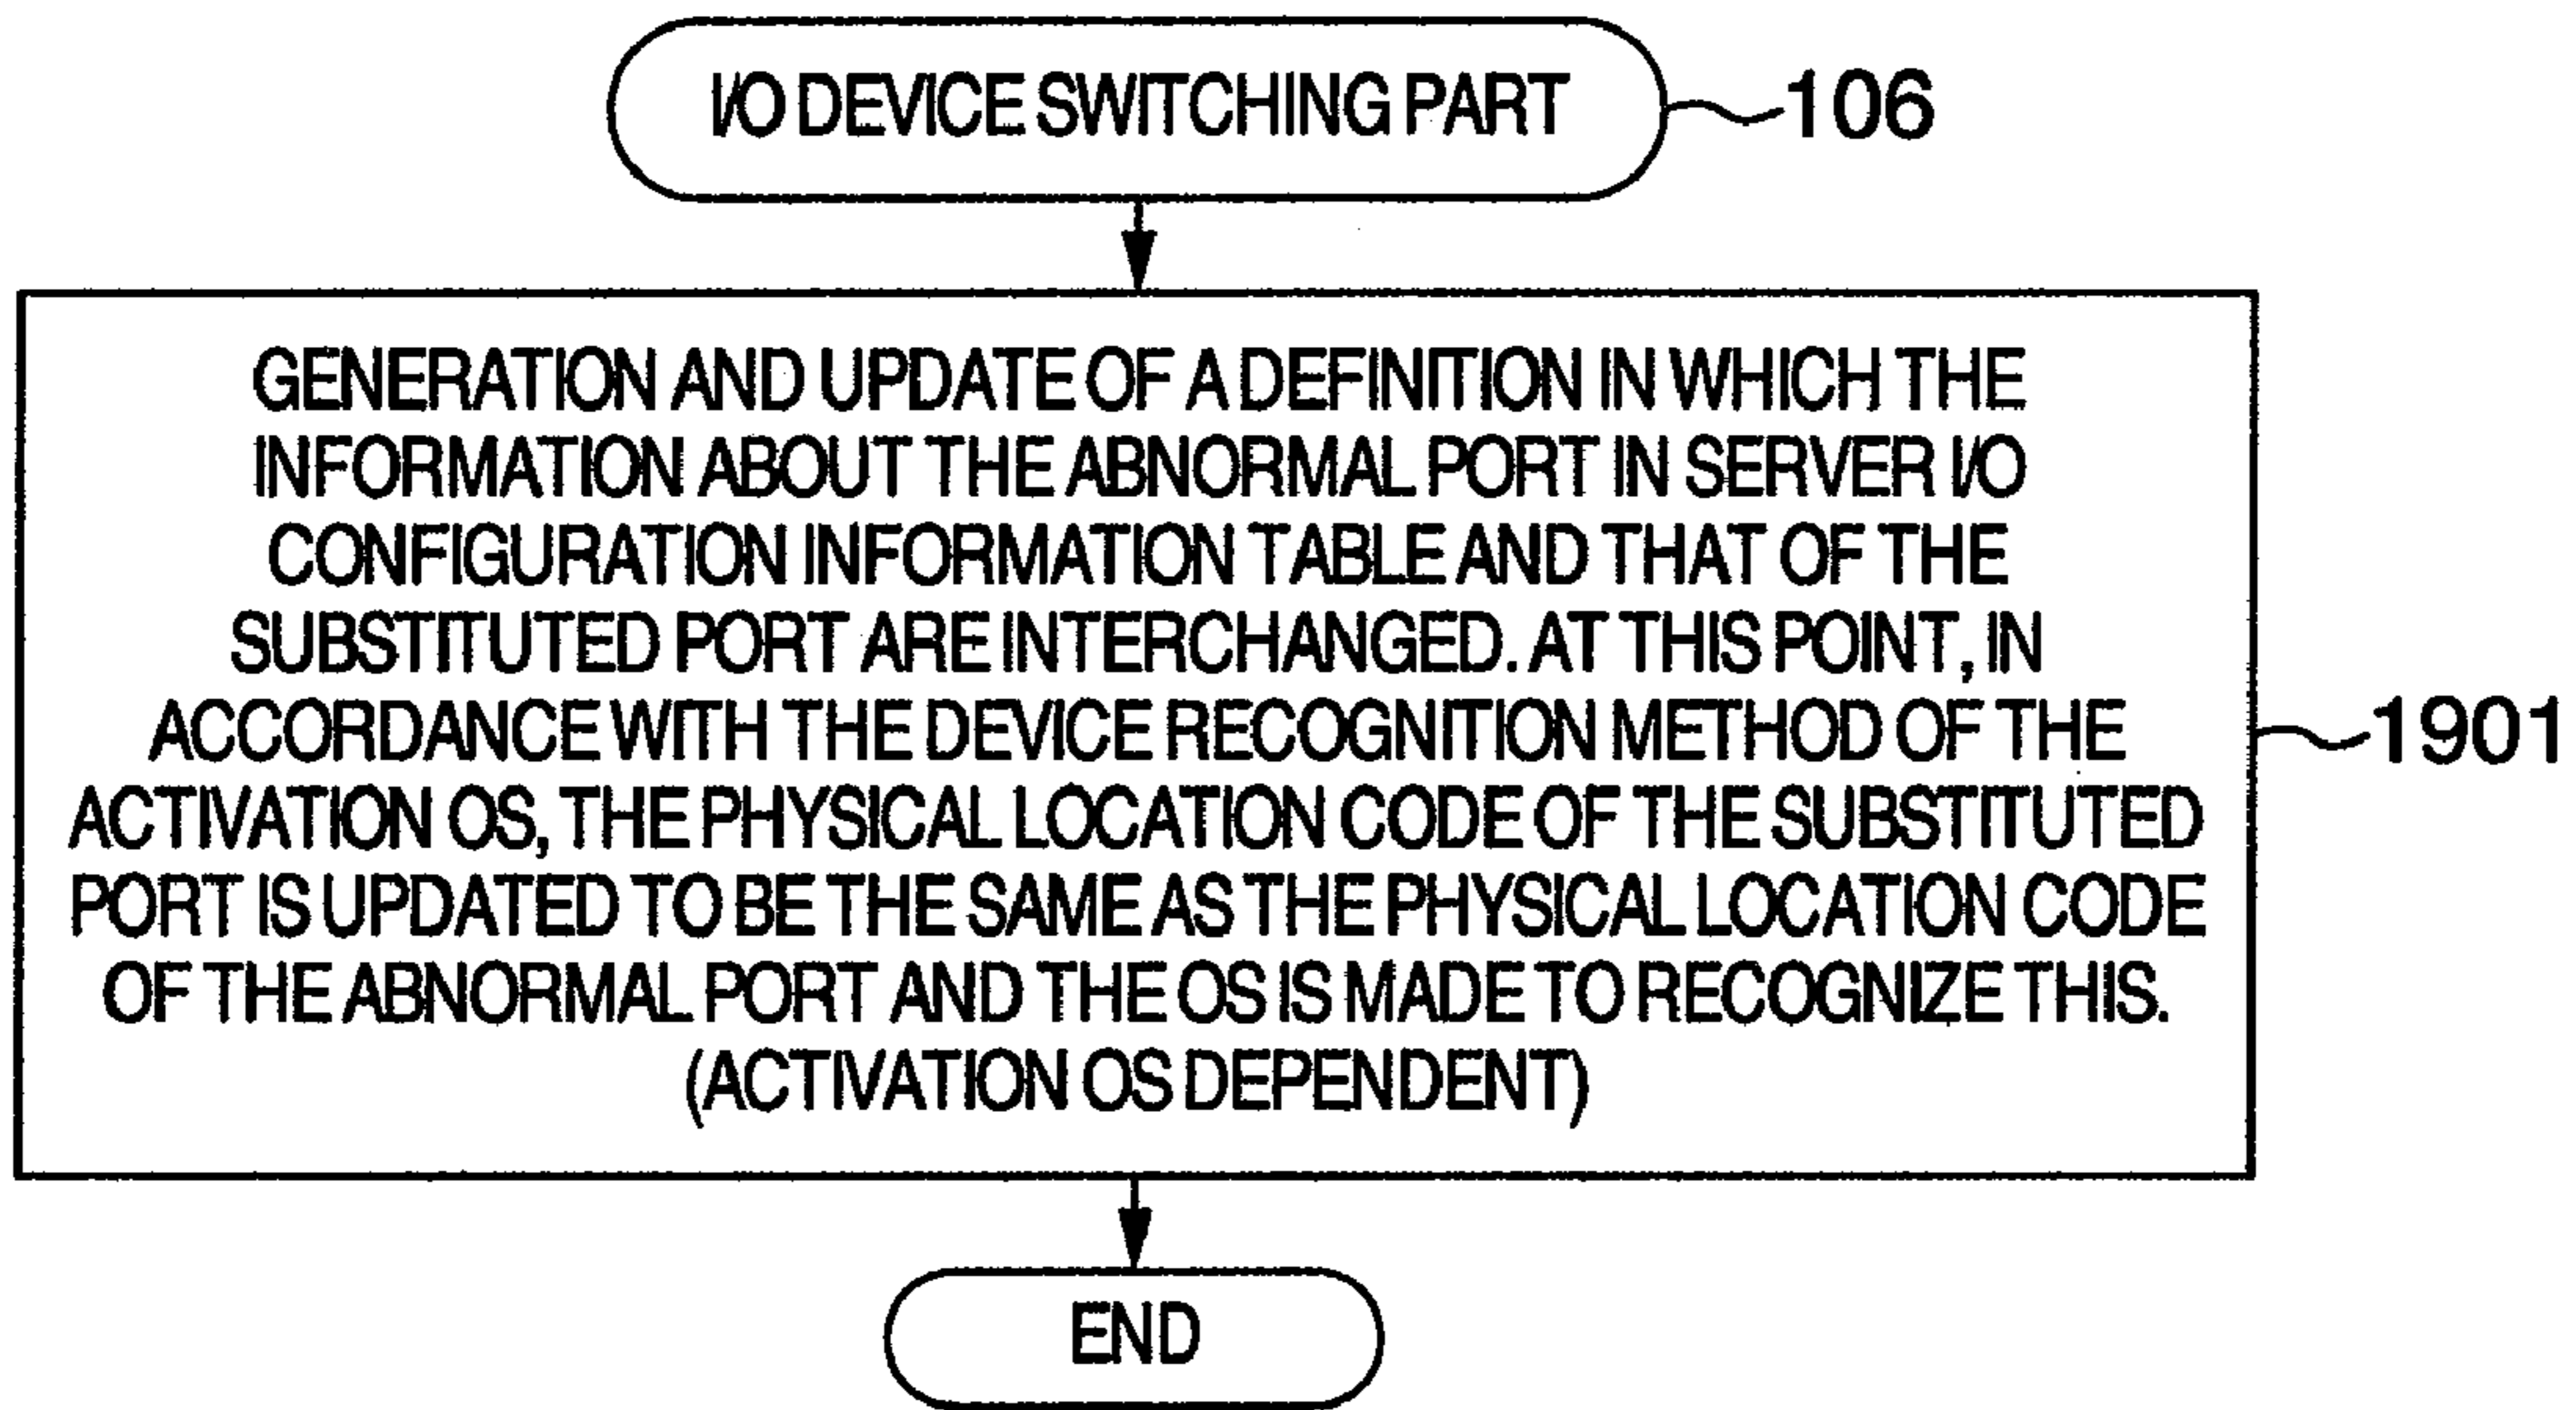 I/O DEVICE SWITCHING PART
106
GENERATION AND UPDATE OF A DEFINITION IN WHICH THE
INFORMATION ABOUT THE ABNORMAL PORT IN SERVER I/O
CONFIGURATION INFORMATION TABLE AND THAT OF THE
SUBSTITUTED PORT ARE INTERCHANGED. AT THIS POINT, IN
ACCORDANCE WITH THE DEVICE RECOGNITION METHOD OF THE
ACTIVATION OS, THE PHYSICAL LOCATION CODE OF THE SUBSTITUTED
PORT IS UPDATED TO BE THE SAME AS THE PHYSICAL LOCATION CODE
OF THE ABNORMAL PORT AND THE OS IS MADE TO RECOGNIZE THIS.
(ACTIVATION OS DEPENDENT)
1901
END